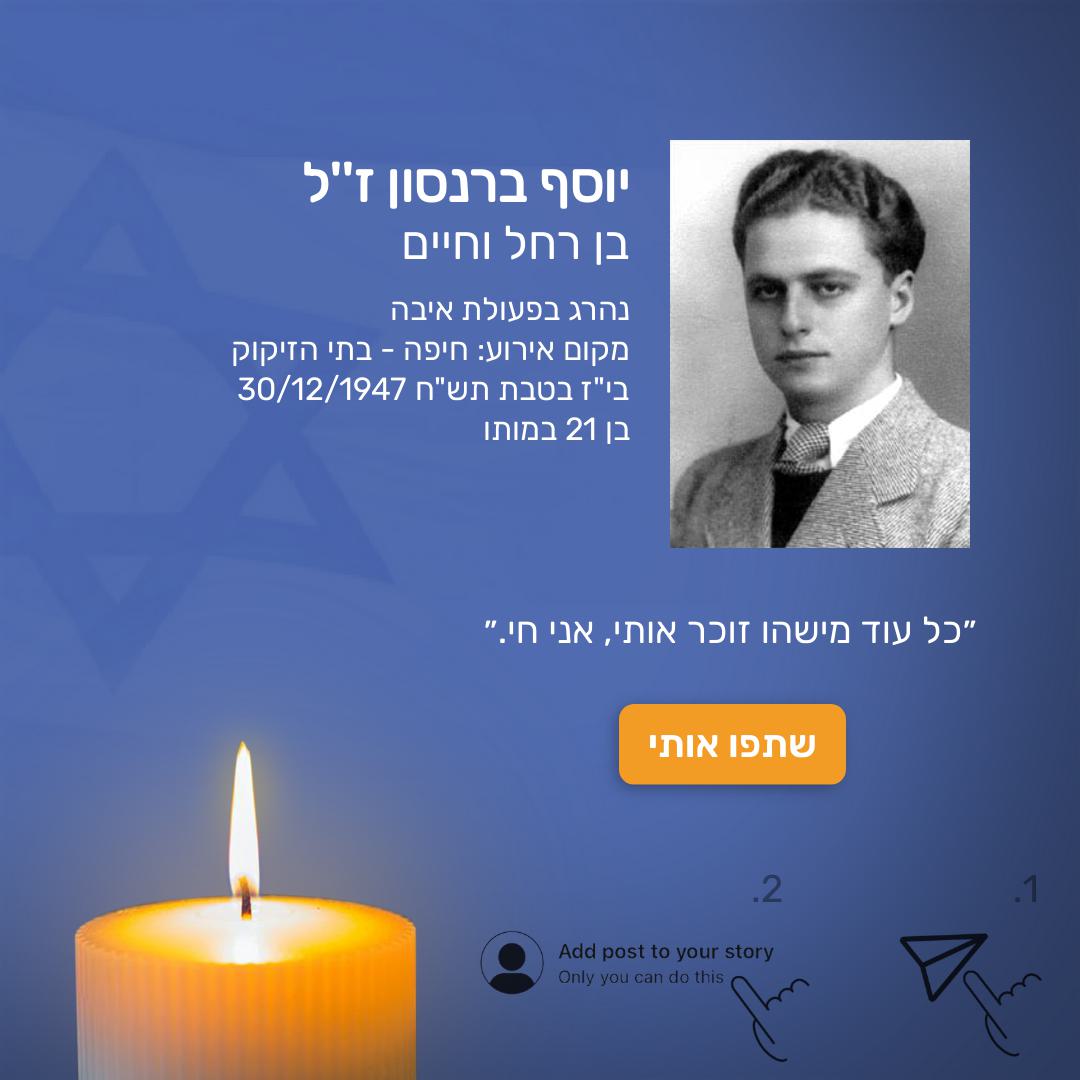 יוסף ברנסון ז"ל
בן רחל וחיים
נהרג בפעולת איבה
מקום אירוע: חיפה - בתי הזיקוק
בי"ז בטבת תש"ח 30/12/1947
בן 21 במותו
״כל עוד מישהו זוכר אותי, אני חי.״
שתפו אותי
1.
2.
Add post to your story
Only you can do this